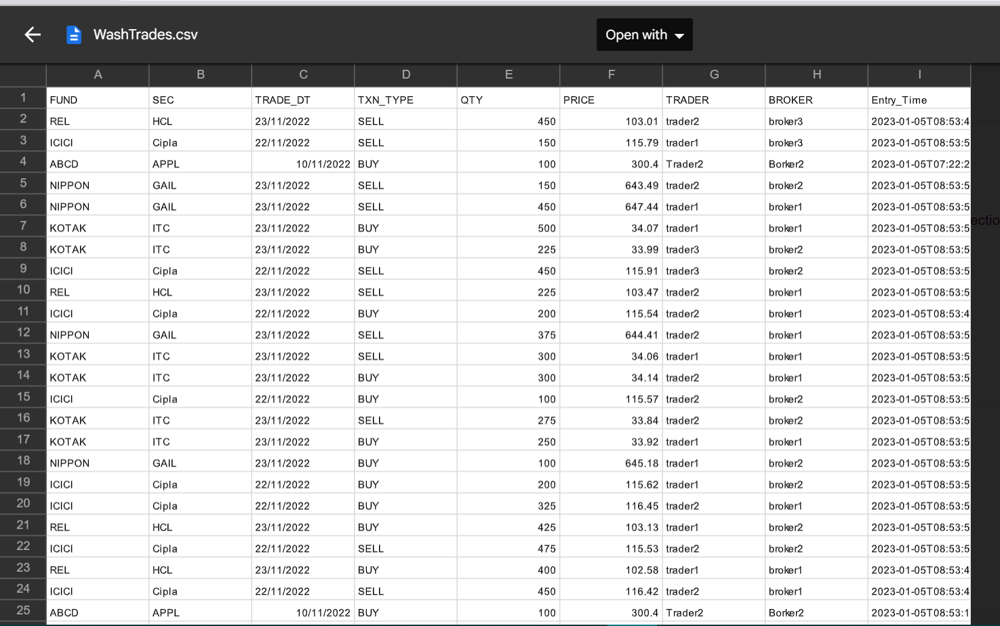 WashTrades.csv Open with
A B C D E F G H I
1 FUND SEC TRADE_DT TXN_TYPE QTY PRICE TRADER BROKER Entry_Time
2 REL HCL 23/11/2022 SELL 450 103.01 trader2 broker3 2023-01-05T08:53:4
3 ICICI Cipla 22/11/2022 SELL 150 115.79 trader1 broker3 2023-01-05T08:53:5
4 ABCD APPL 10/11/2022 BUY 100 300.4 Trader2 Borker2 2023-01-05T07:22:2
5 NIPPON GAIL 23/11/2022 SELL 150 643.49 trader2 broker2 2023-01-05T08:53:5
6 NIPPON GAIL 23/11/2022 SELL 450 647.44 trader1 broker1 2023-01-05T08:53:5
7 KOTAK ITC 23/11/2022 BUY 500 34.07 trader1 broker1 2023-01-05T08:53:5
ectio
8 KOTAK ITC 23/11/2022 BUY 225 33.99 trader3 broker2 2023-01-05T08:53:5
9 ICICI Cipla 22/11/2022 SELL 450 115.91 trader3 broker2 2023-01-05T08:53:5
10 REL HCL 23/11/2022 SELL 225 103.47 trader2 broker1 2023-01-05T08:53:5
11 ICICI Cipla 22/11/2022 BUY 200 115.54 trader2 broker1 2023-01-05T08:53:4
12 NIPPON GAIL 23/11/2022 SELL 375 644.41 trader2 broker1 2023-01-05T08:53:5
13 KOTAK ITC 23/11/2022 SELL 300 34.06 trader1 broker1 2023-01-05T08:53:5
14 KOTAK ITC 23/11/2022 BUY 300 34.14 trader2 broker1 2023-01-05T08:53:5
15 ICICI Cipla 22/11/2022 BUY 100 115.57 trader2 broker2 2023-01-05T08:53:5
16 KOTAK ITC 23/11/2022 SELL 275 33.84 trader2 broker2 2023-01-05T08:53:5
17 KOTAK ITC 23/11/2022 BUY 250 33.92 trader1 broker1 2023-01-05T08:53:5
18 NIPPON GAIL 23/11/2022 BUY 100 645.18 trader1 broker2 2023-01-05T08:53:5
19 ICICI Cipla 22/11/2022 BUY 200 115.62 trader1 broker2 2023-01-05T08:53:5
20 ICICI Cipla 22/11/2022 BUY 325 116.45 trader2 broker1 2023-01-05T08:53:5
21 REL HCL 23/11/2022 BUY 425 103.13 trader1 broker2 2023-01-05T08:53:5
22 ICICI Cipla 22/11/2022 SELL 475 115.53 trader2 broker2 2023-01-05T08:53:5
23 REL HCL 23/11/2022 BUY 400 102.58 trader1 broker1 2023-01-05T08:53:4
24 ICICI Cipla 22/11/2022 SELL 450 116.42 trader2 broker1 2023-01-05T08:53:4
25 ABCD APPL 10/11/2022 BUY 100 300.4 Trader2 Borker2 2023-01-05T08:53:1